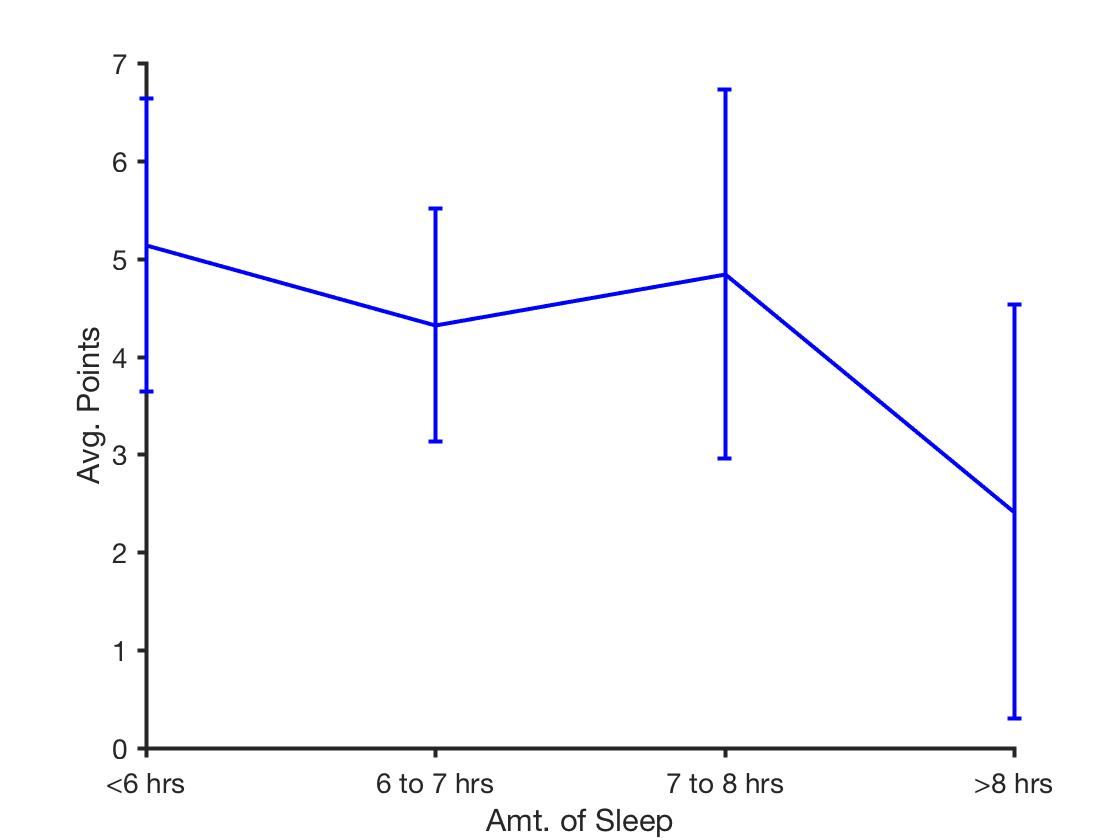 7
6
5
4
3
2
1
0
Avg. Points
<6 hrs
6 to 7 hrs
7 to 8 hrs
>8 hrs
Amt. of Sleep